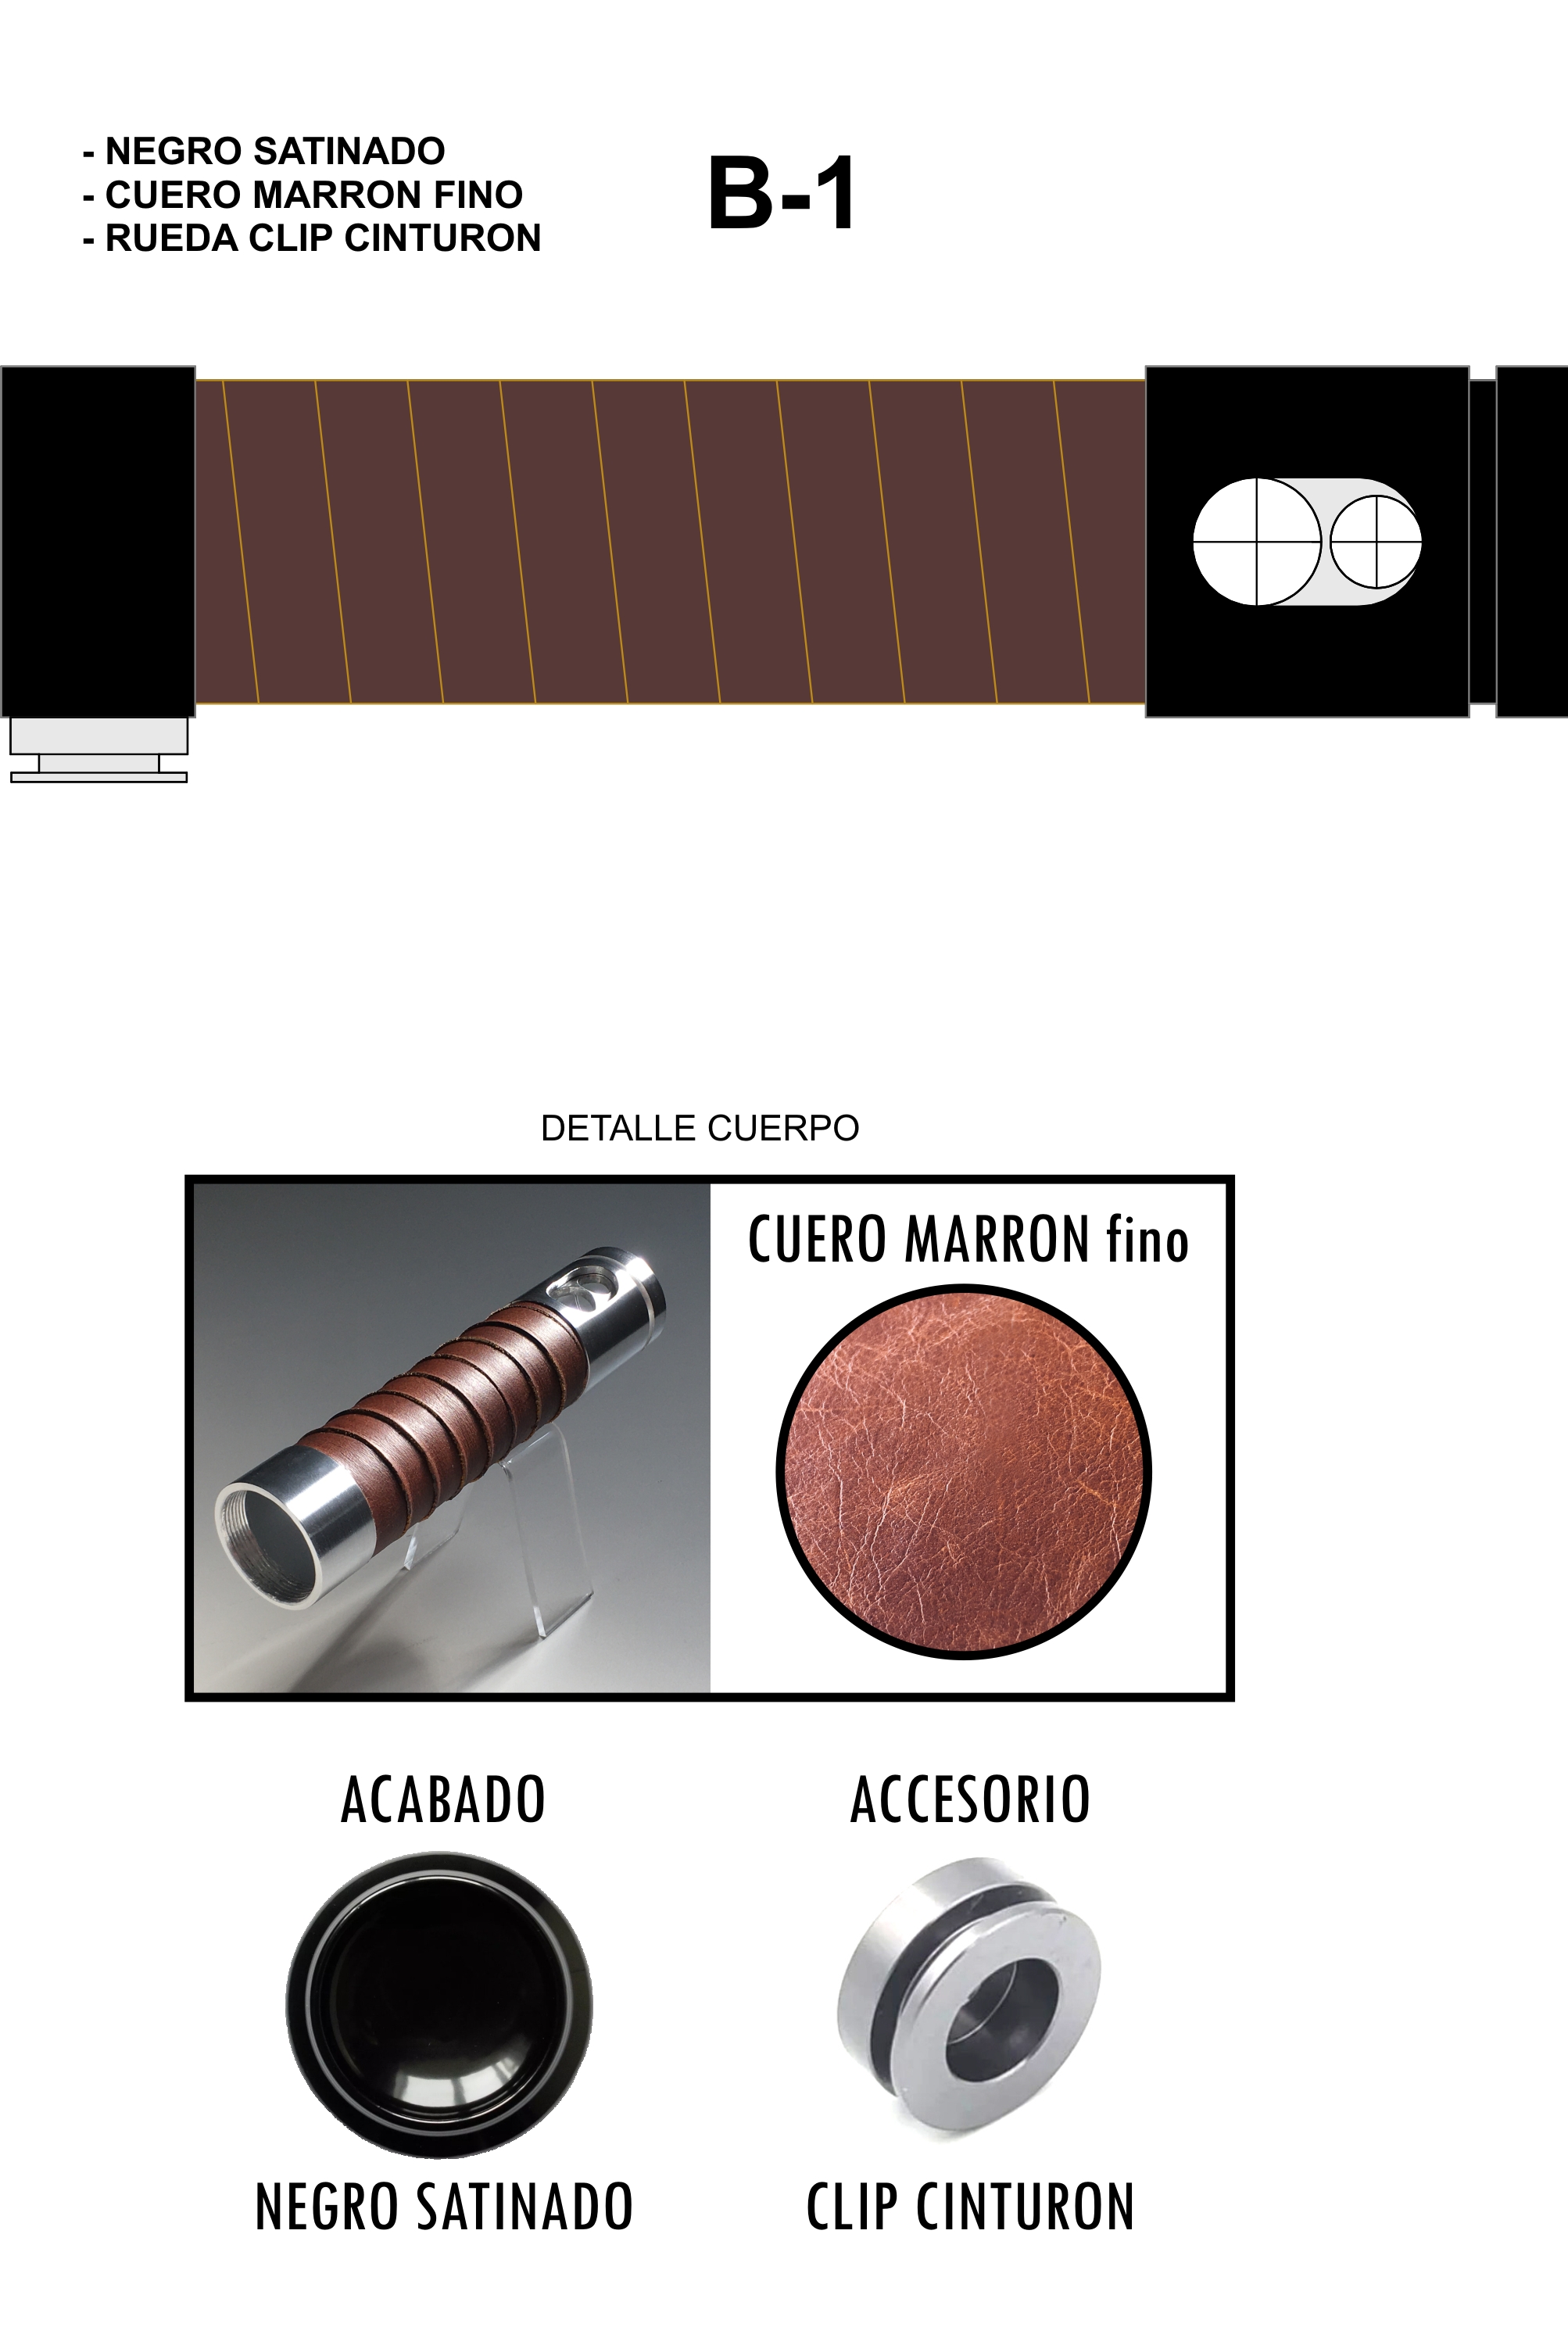 - NEGRO SATINADO
- CUERO MARRON FINO
- RUEDA CLIP CINTURON
B-1
DETALLE CUERPO
CUERO MARRON fino
ACABADO
ACCESORIO
NEGRO SATINADO
CLIP CINTURON